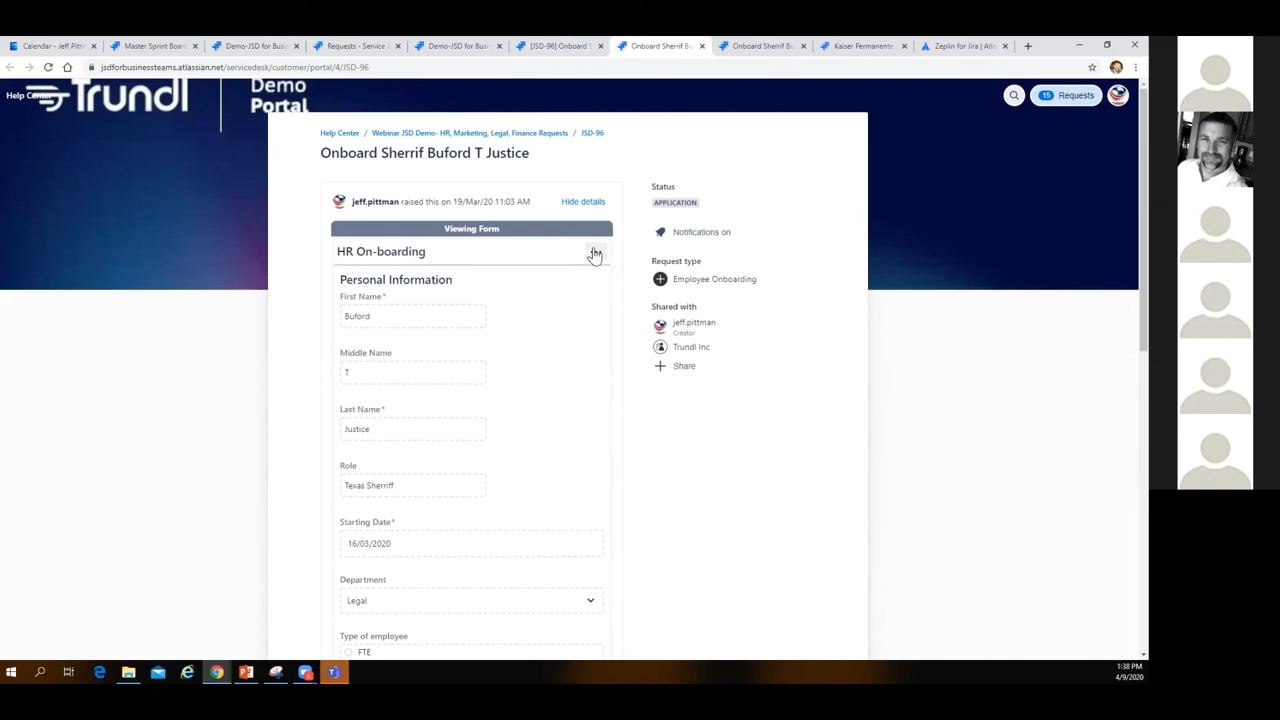 Calendar - Jeff Pitt
Master Sprint Boar
Demo-JSD for Busi
Requests - Service
Demo-JSD for Busi
[JSD-96] Onboard S
Onboard Sherrif Bu
Onboard Sherrif Bu
Kaiser Permanente
Zeplin for Jira | Atl
jsdforbusinessteams.atlassian.net/servicedesk/customer/portal/4/JSD-96
Help Center
Trundl
Demo
Portal
15 Requests
Help Center / Webinar JSD Demo- HR, Marketing, Legal, Finance Requests / JSD-96
Onboard Sherrif Buford T Justice
jeff.pittman raised this on 19/Mar/20 11:03 AM
Hide details
Viewing Form
HR On-boarding
Personal Information
First Name*
Buford
Middle Name
T
Last Name*
Justice
Role
Texas Sherriff
Starting Date*
16/03/2020
Department
Legal
Type of employee
FTE
Status
APPLICATION
Notifications on
Request type
Employee Onboarding
Shared with
jeff.pittman
Creator
Trundl Inc
Share
1:38 PM
4/9/2020